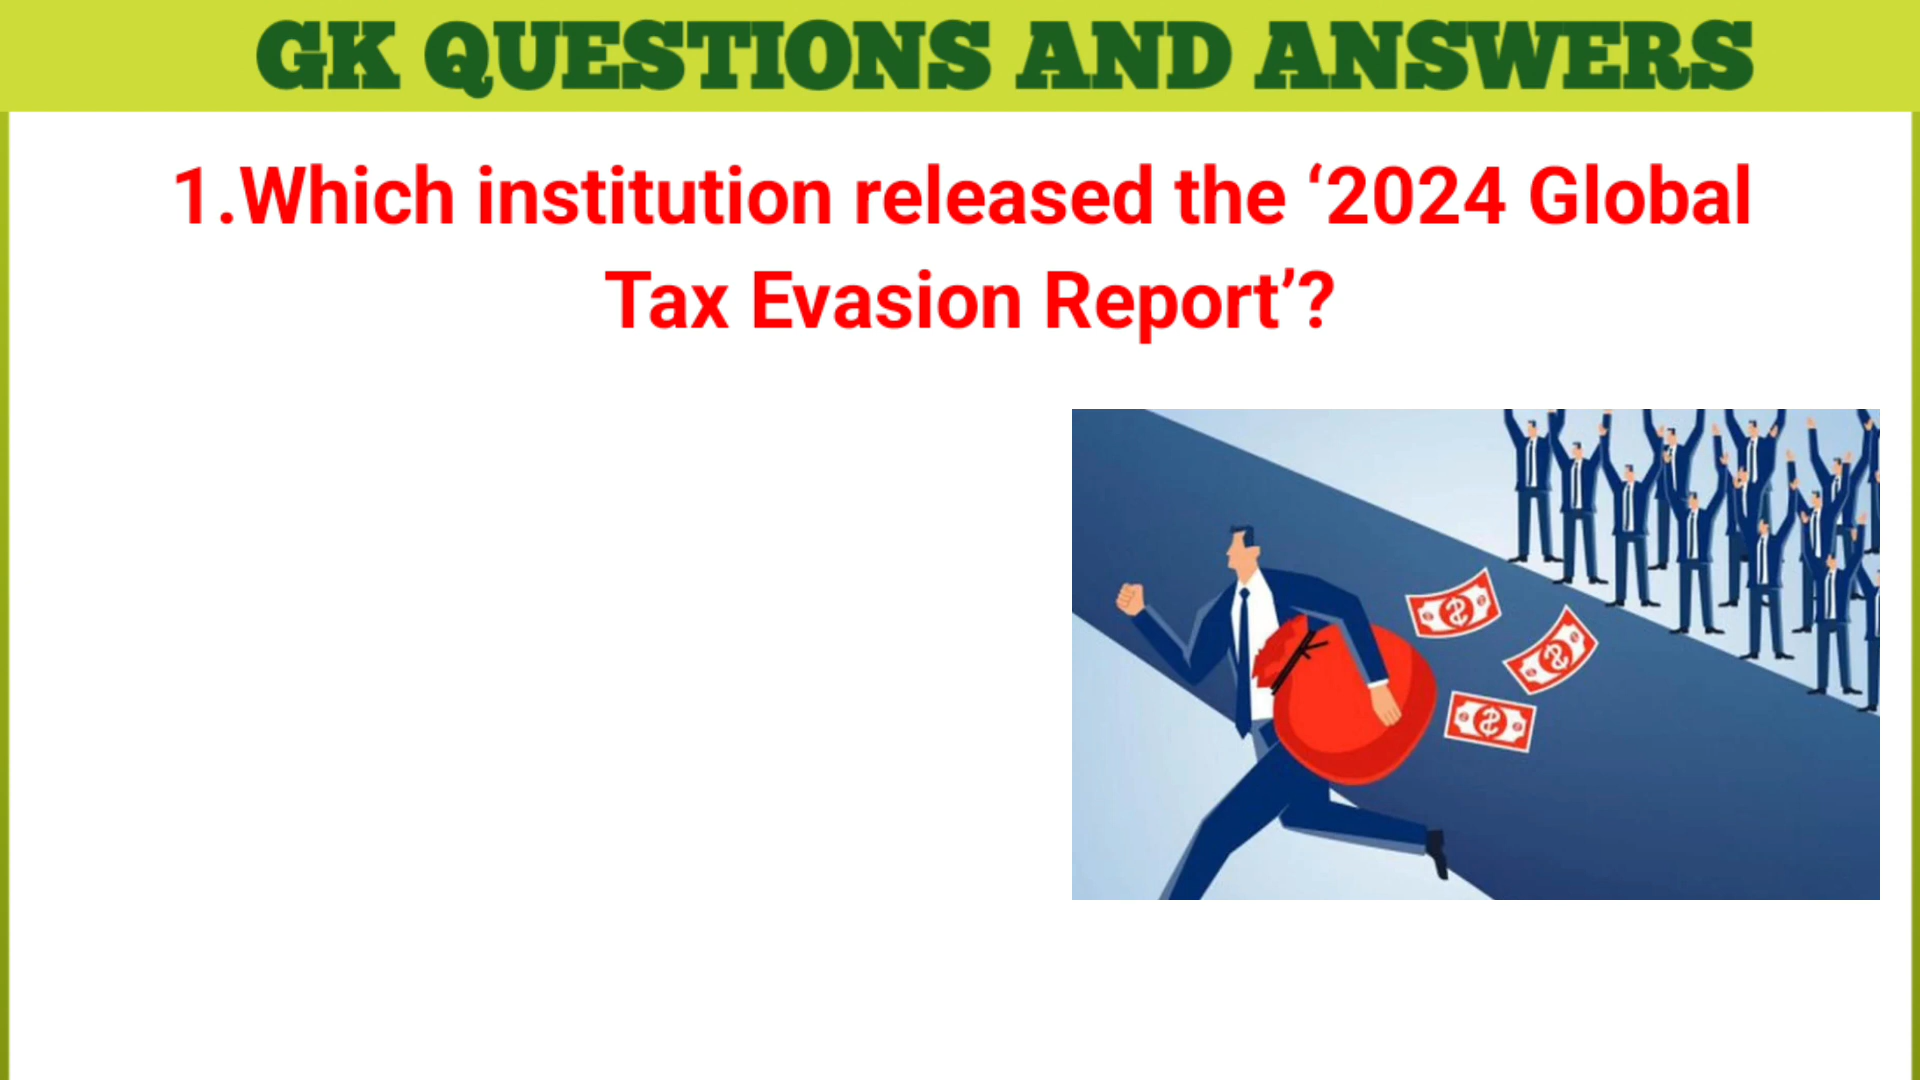 GK QUESTIONS AND ANSWERS
1.Which institution released the ‘2024 Global
Tax Evasion Report’?